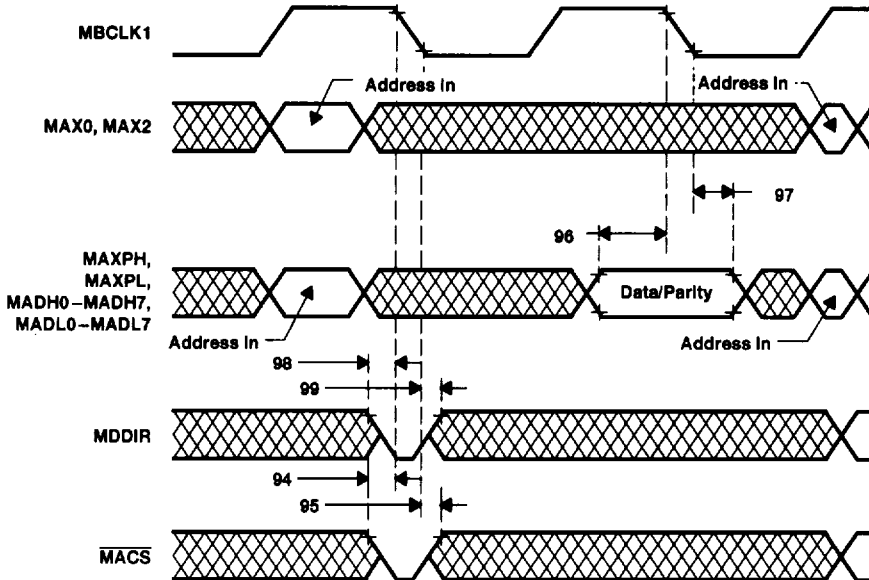 MBCLK1
Address In
Address In
MAX0, MAX2
97
96
MAXPH,
MAXPL,
MADH0–MADH7,
MADL0–MADL7
Data/Parity
Address In
Address In
98
99
MDDIR
94
95
MACS